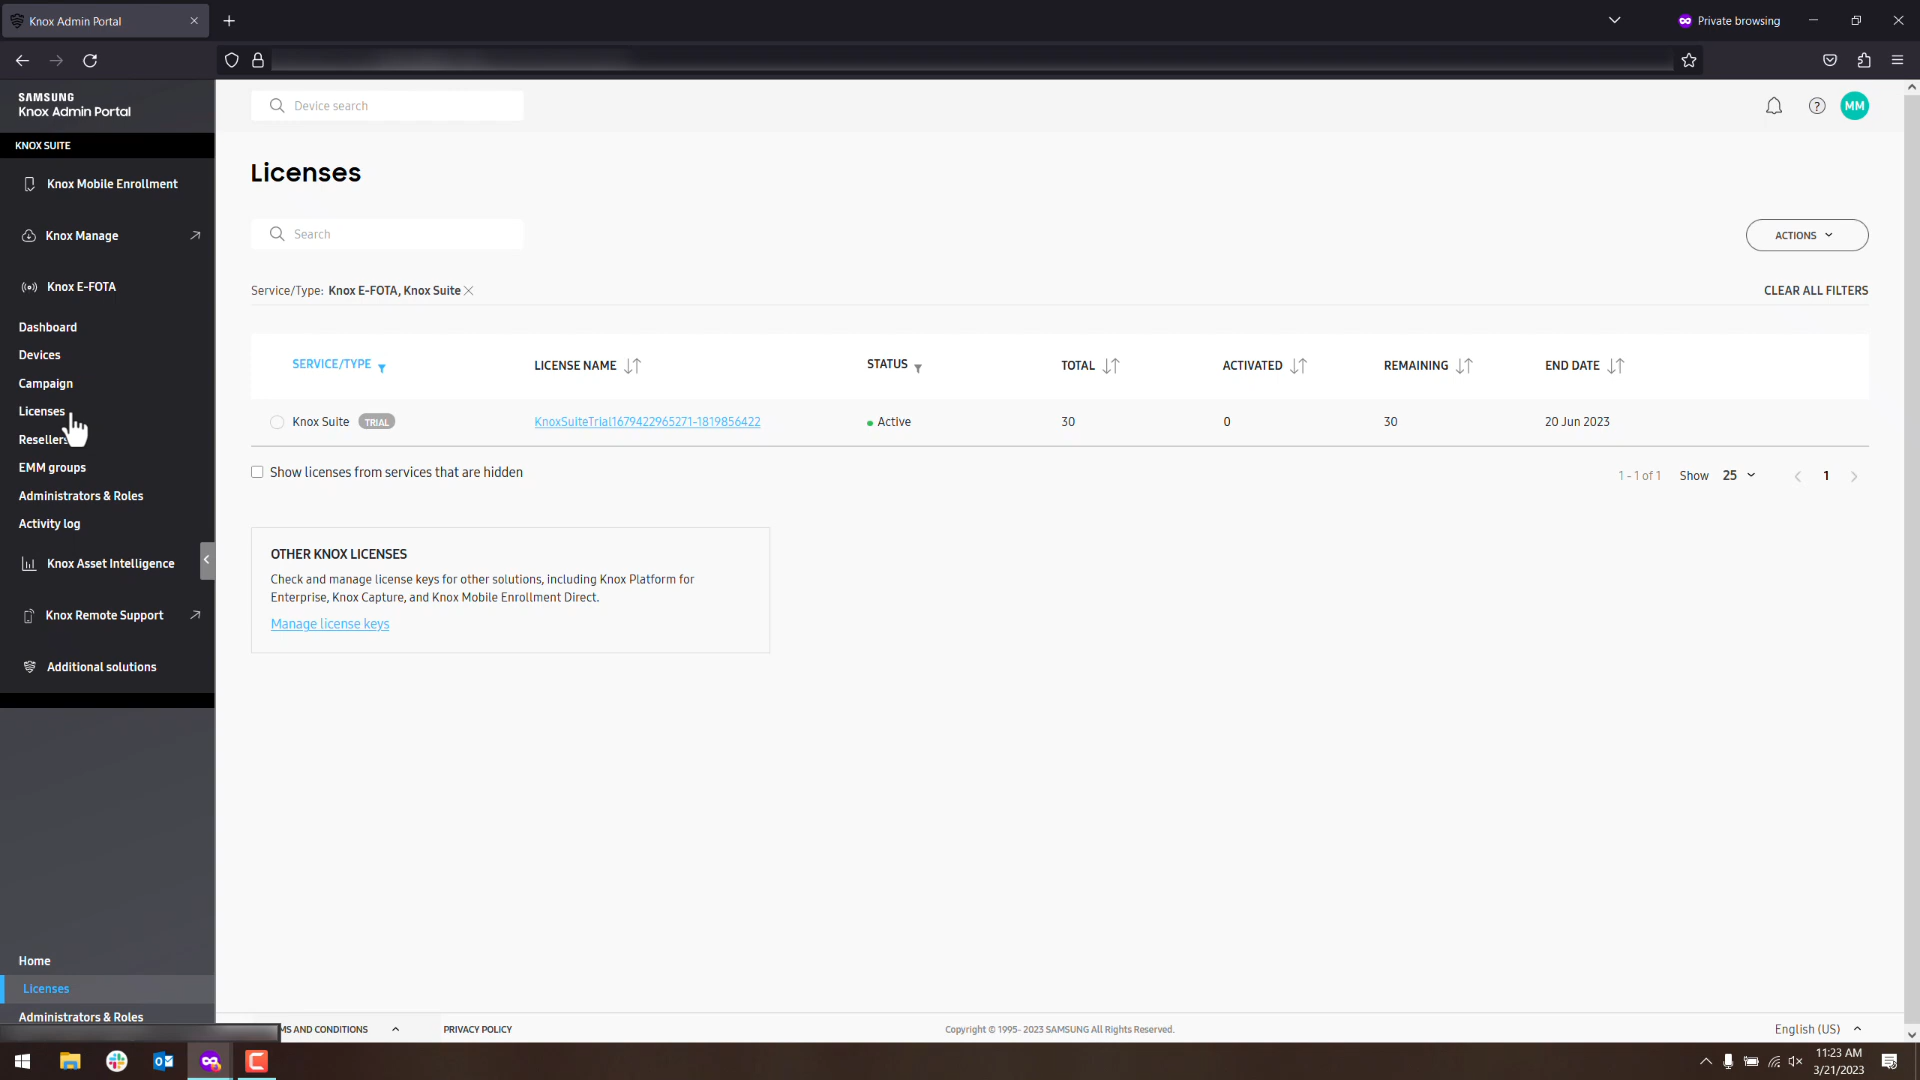 Knox Admin Portal
Private browsing
SAMSUNG
Knox Admin Portal
KNOX SUITE
Knox Mobile Enrollment
Knox Manage
Knox E-FOTA
Dashboard
Devices
Campaign
Licenses
Resellers
EMM groups
Administrators & Roles
Activity log
Knox Asset Intelligence
Knox Remote Support
Additional solutions
Home
Licenses
Administrators & Roles
Device search
MM
Licenses
Search
ACTIONS
Service/Type: Knox E-FOTA, Knox Suite
CLEAR ALL FILTERS
SERVICE/TYPE LICENSE NAME STATUS TOTAL ACTIVATED REMAINING END DATE
Knox Suite TRIAL KnoxSuiteTrial1679422965271-1819856422 Active 30 0 30 20 Jun 2023
Show licenses from services that are hidden
1 - 1 of 1 Show 25 1
OTHER KNOX LICENSES
Check and manage license keys for other solutions, including Knox Platform for
Enterprise, Knox Capture, and Knox Mobile Enrollment Direct.
Manage license keys
MS AND CONDITIONS PRIVACY POLICY Copyright © 1995- 2023 SAMSUNG All Rights Reserved. English (US)
11:23 AM
3/21/2023